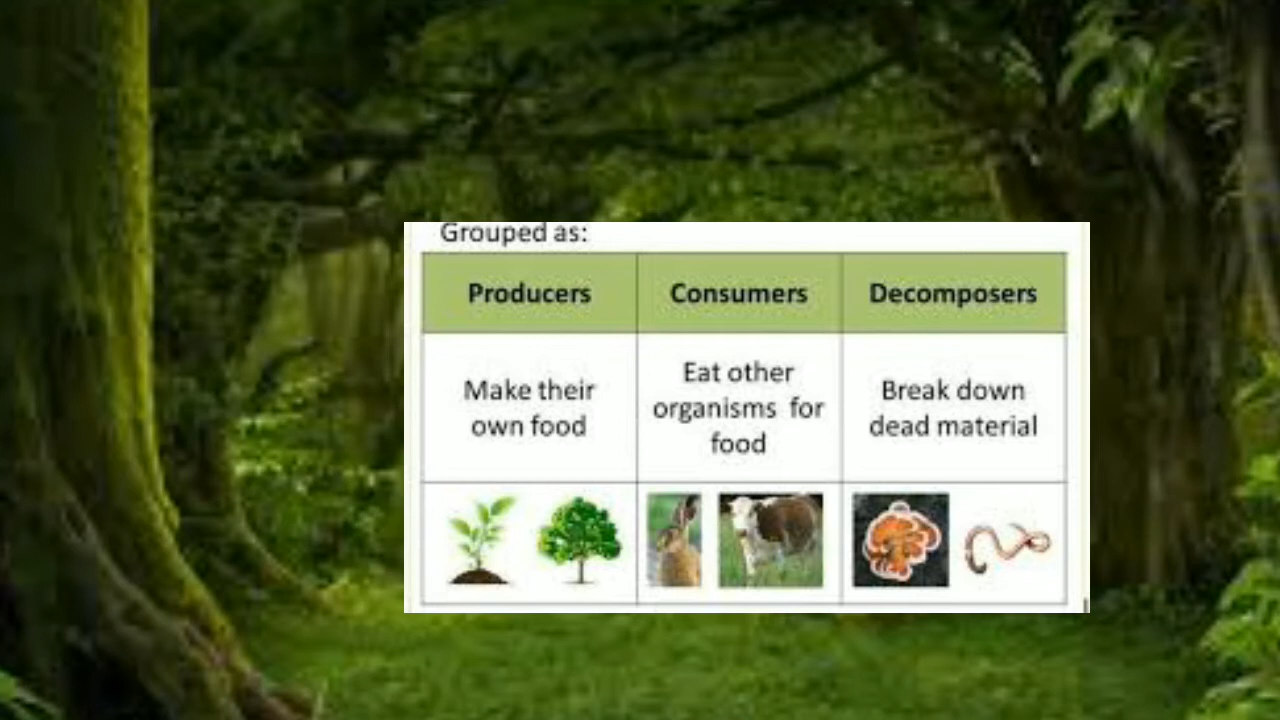 Grouped as:
Producers
Consumers
Decomposers
Make their
own food
Eat other
organisms for
food
Break down
dead material